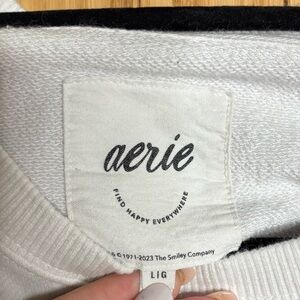 aerie
FIND HAPPY EVERYWHERE
© 1971-2023 The Smiley Company
L/G